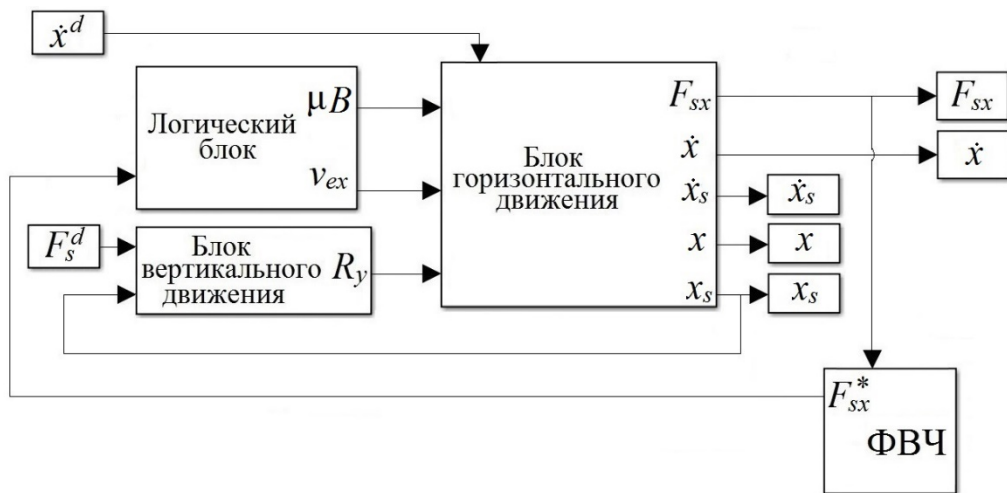 ẋᵈ
Логический
блок
μB
v_ex
F_s^d
Блок
вертикального
движения
R_y
Блок
горизонтального
движения
F_sx
ẋ
ẋ_s
x
x_s
F_sx
ẋ
ẋ_s
x
x_s
F_sx^*
ФВЧ